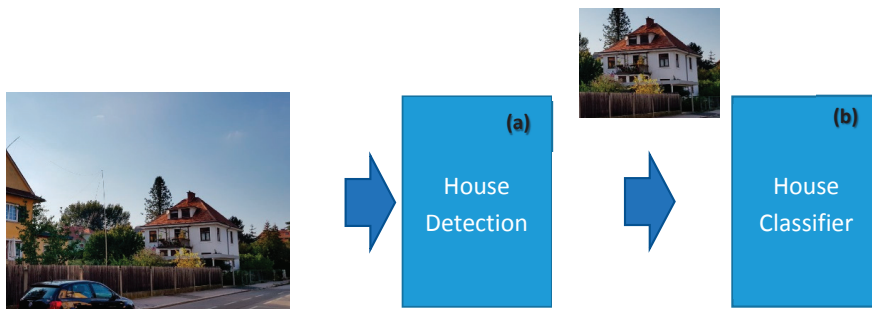 (a)
House
Detection
(b)
House
Classifier